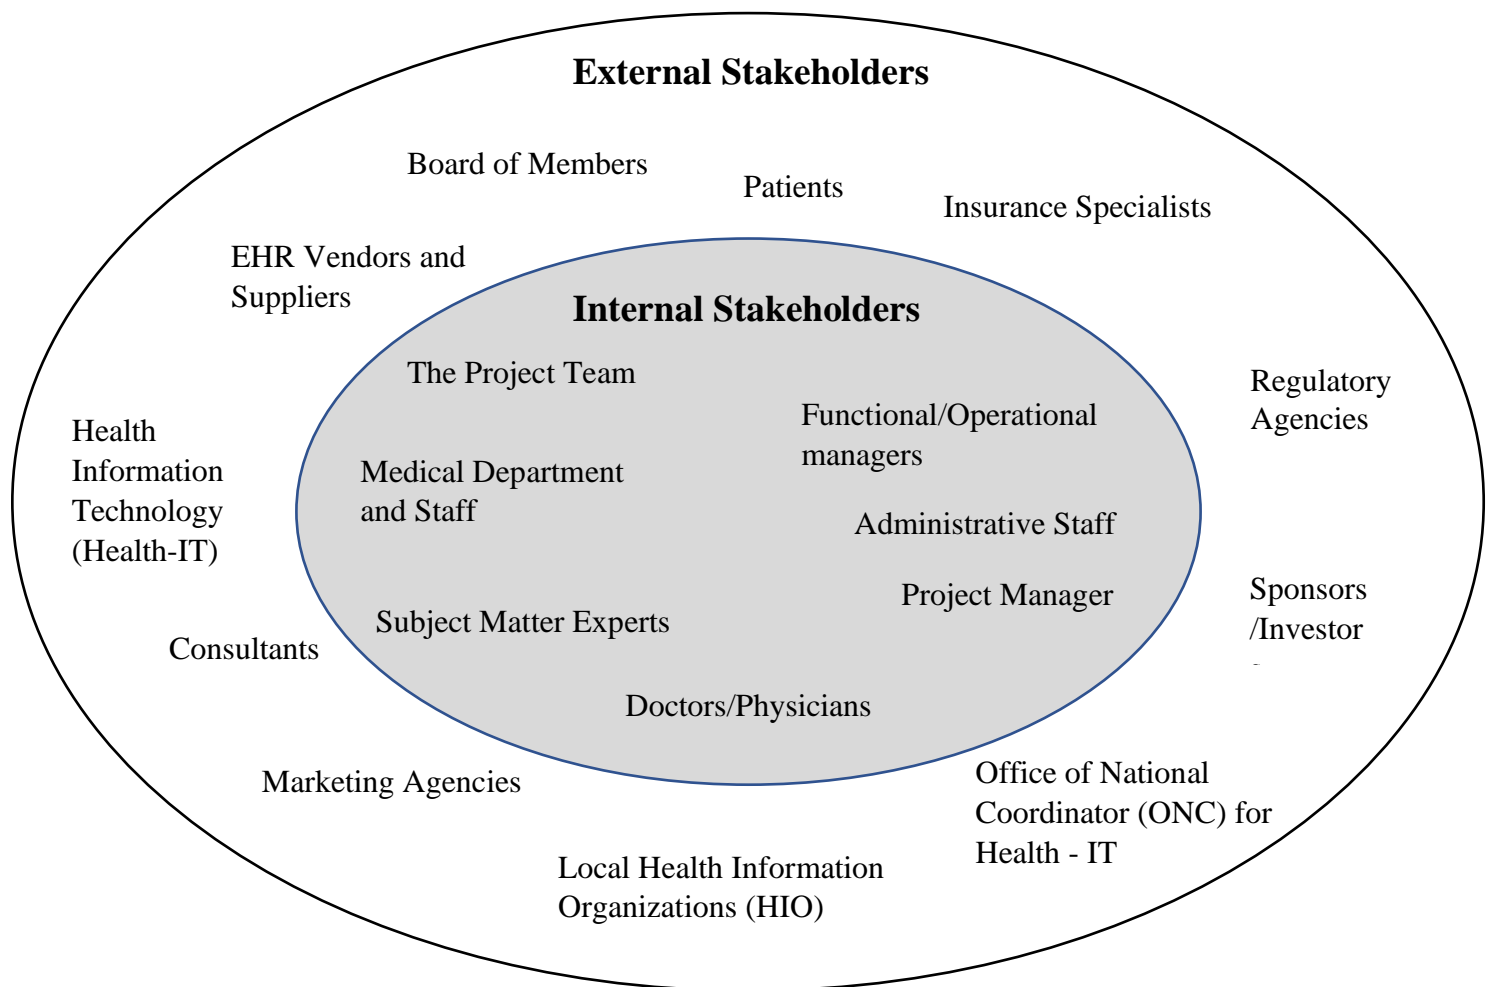 External Stakeholders
Board of Members
Patients
Insurance Specialists
EHR Vendors and
Suppliers
Internal Stakeholders
The Project Team
Functional/Operational
managers
Regulatory
Agencies
Health
Information
Technology
(Health-IT)
Medical Department
and Staff
Administrative Staff
Project Manager
Sponsors
/Investor
Subject Matter Experts
Consultants
Doctors/Physicians
Marketing Agencies
Office of National
Coordinator (ONC) for
Health - IT
Local Health Information
Organizations (HIO)